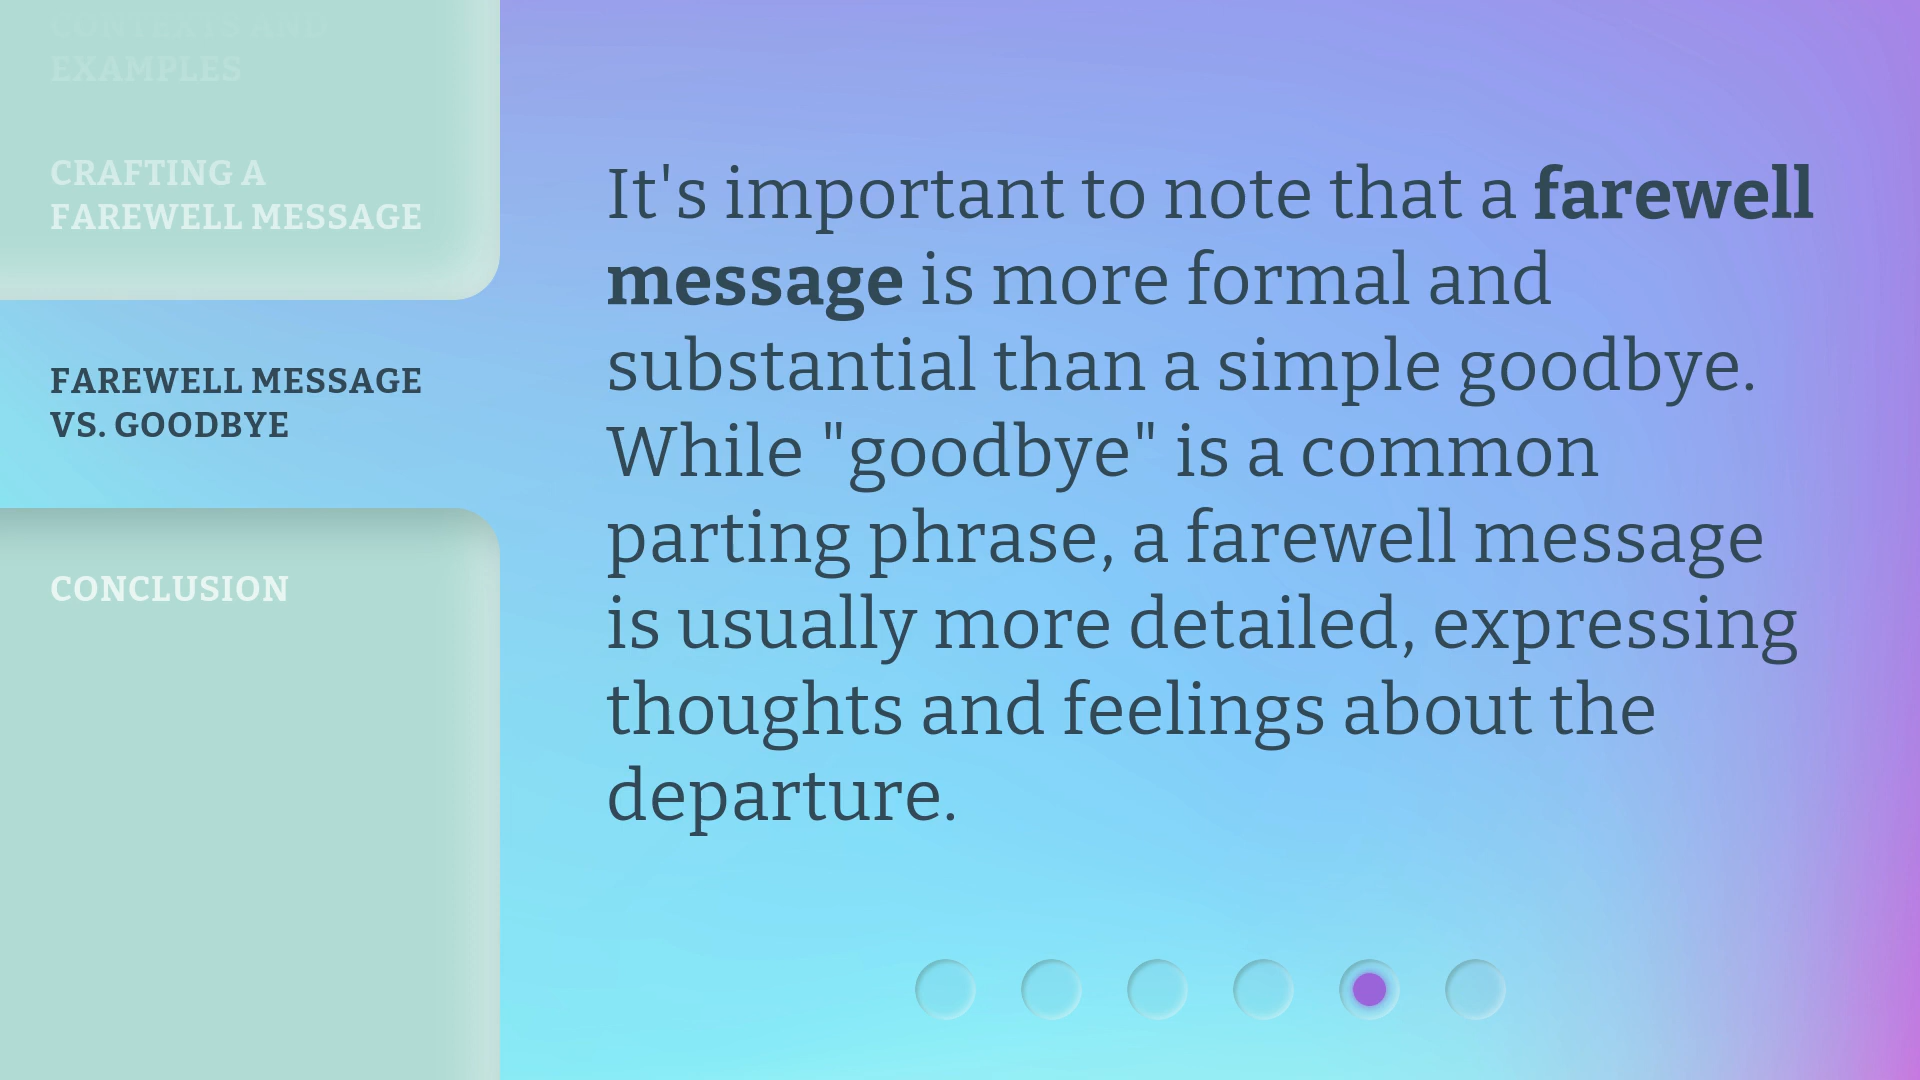 CONTEXTS AND
EXAMPLES
CRAFTING A
FAREWELL MESSAGE
FAREWELL MESSAGE
VS. GOODBYE
CONCLUSION
It's important to note that a farewell
message is more formal and
substantial than a simple goodbye.
While "goodbye" is a common
parting phrase, a farewell message
is usually more detailed, expressing
thoughts and feelings about the
departure.